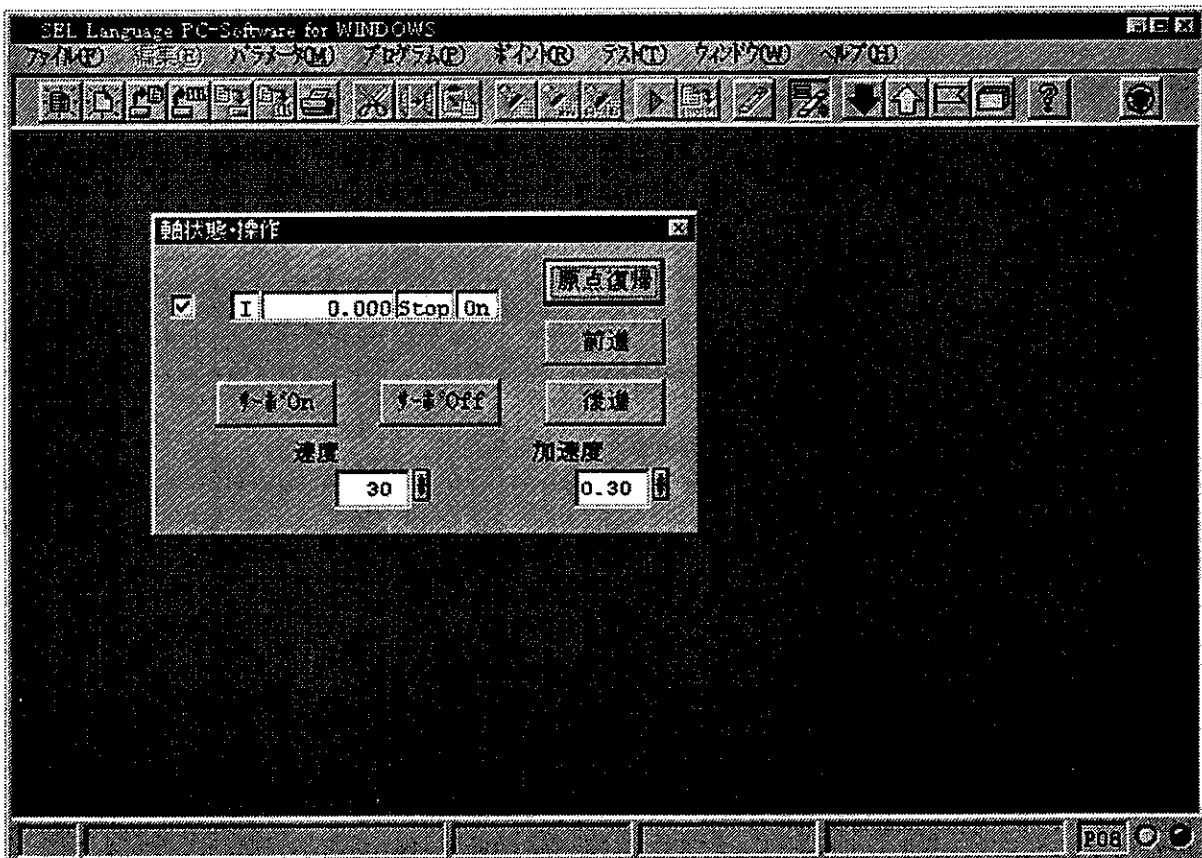 SEL Language PC-Software for WINDOWS
ファイル(F) 編集(E) パラメータ(M) プログラム(P) ポイント(R) テスト(T) ウィンドウ(W) ヘルプ(H)
軸状態・操作
原点復帰
I 0.000 Stop On
前進
ｻｰﾎﾞOn ｻｰﾎﾞOff 後進
速度 加速度
30 0.30